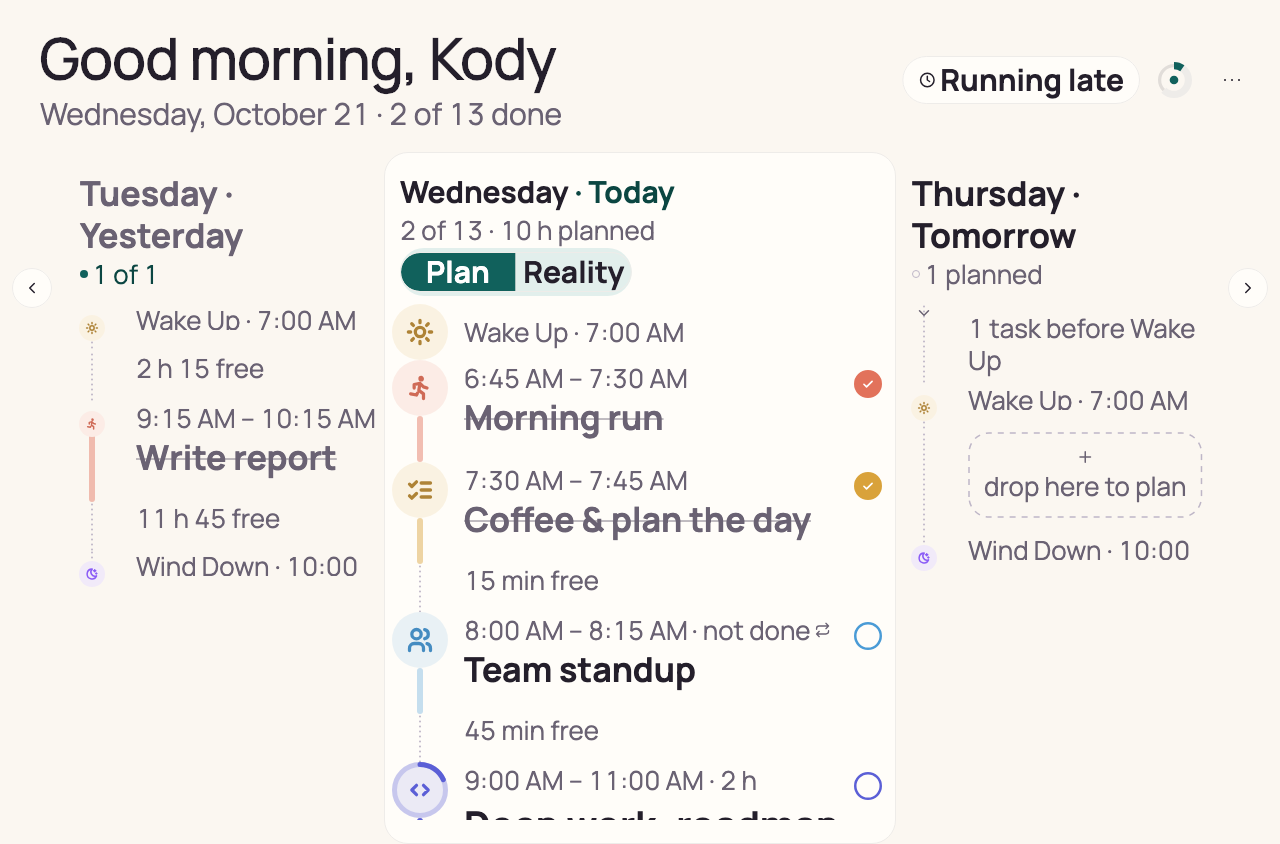 Good morning, Kody
Wednesday, October 21 · 2 of 13 done
Running late
Tuesday ·
Yesterday
1 of 1
Wake Up · 7:00 AM
2 h 15 free
9:15 AM – 10:15 AM
Write report
11 h 45 free
Wind Down · 10:00
Wednesday · Today
2 of 13 · 10 h planned
Plan Reality
Wake Up · 7:00 AM
6:45 AM – 7:30 AM
Morning run
7:30 AM – 7:45 AM
Coffee & plan the day
15 min free
8:00 AM – 8:15 AM · not done
Team standup
45 min free
9:00 AM – 11:00 AM · 2 h
Deep work: roadmap
Thursday ·
Tomorrow
1 planned
1 task before Wake
Up
Wake Up · 7:00 AM
+
drop here to plan
Wind Down · 10:00